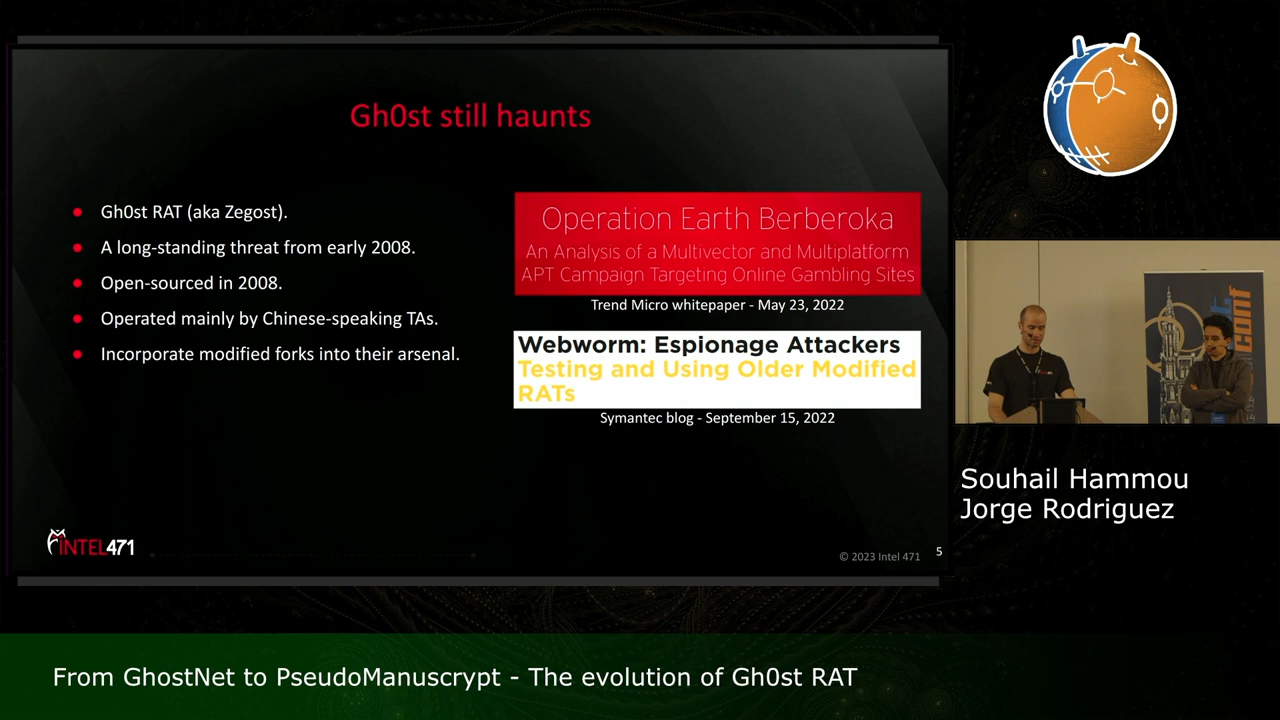 Gh0st still haunts
Gh0st RAT (aka Zegost).
A long-standing threat from early 2008.
Open-sourced in 2008.
Operated mainly by Chinese-speaking TAs.
Incorporate modified forks into their arsenal.
Operation Earth Berberoka
An Analysis of a Multivector and Multiplatform
APT Campaign Targeting Online Gambling Sites
Trend Micro whitepaper - May 23, 2022
Webworm: Espionage Attackers
Testing and Using Older Modified
RATs
Symantec blog - September 15, 2022
INTEL471
© 2023 Intel 471
5
conf
Souhail Hammou
Jorge Rodriguez
From GhostNet to PseudoManuscrypt - The evolution of Gh0st RAT